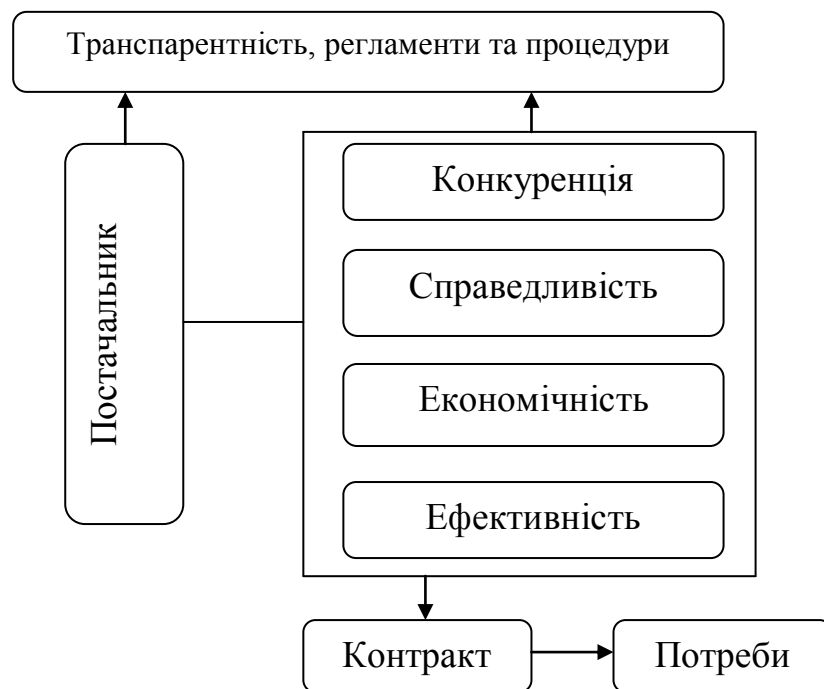 Транспарентність, регламенти та процедури
Постачальник
Конкуренція
Справедливість
Економічність
Ефективність
Контракт
Потреби